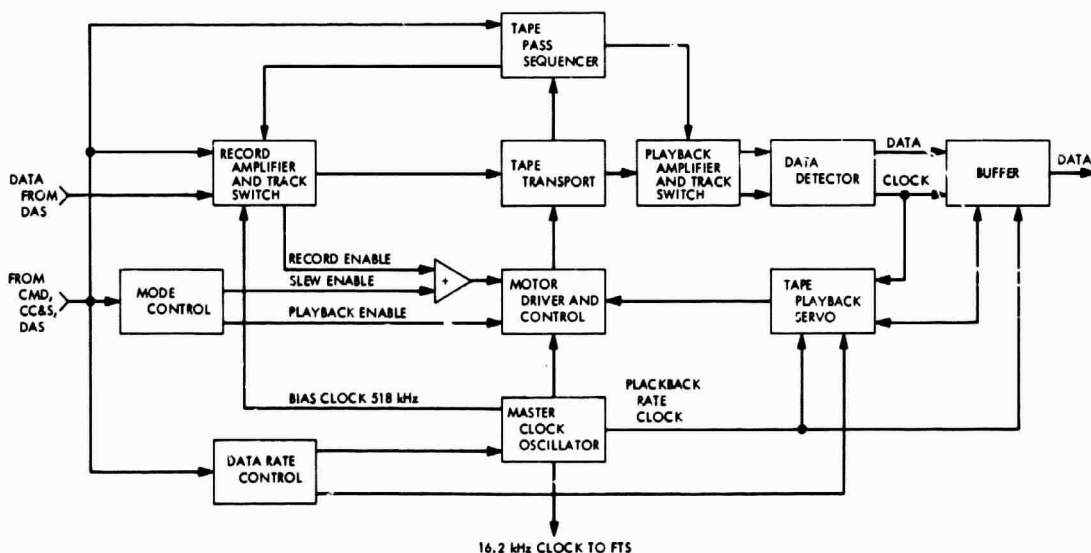 TAPE
PASS
SEQUENCER
RECORD
AMPLIFIER
AND TRACK
SWITCH
TAPE
TRANSPORT
PLAYBACK
AMPLIFIER
AND TRACK
SWITCH
DATA
DETECTOR
DATA
CLOCK
BUFFER
DATA
DATA
FROM
DAS
RECORD ENABLE
SLEW ENABLE
PLAYBACK ENABLE
+
FROM
CMD,
CC&S,
DAS
MODE
CONTROL
MOTOR
DRIVER AND
CONTROL
TAPE
PLAYBACK
SERVO
BIAS CLOCK 518 kHz
MASTER
CLOCK
OSCILLATOR
PLACKBACK
RATE
CLOCK
DATA RATE
CONTROL
16.2 kHz CLOCK TO FTS